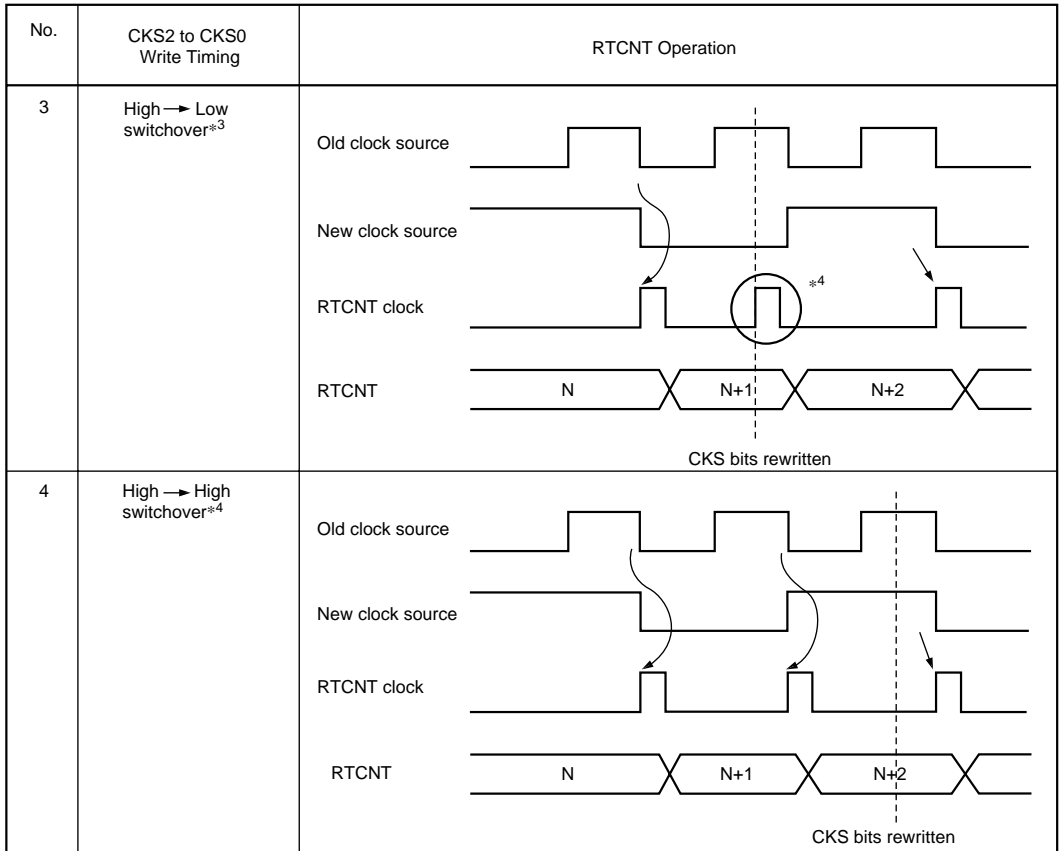 No.
CKS2 to CKS0
Write Timing
RTCNT Operation
3
High → Low
switchover*3
Old clock source
New clock source
RTCNT clock
*4
RTCNT
N
N+1
N+2
CKS bits rewritten
4
High → High
switchover*4
Old clock source
New clock source
RTCNT clock
RTCNT
N
N+1
N+2
CKS bits rewritten